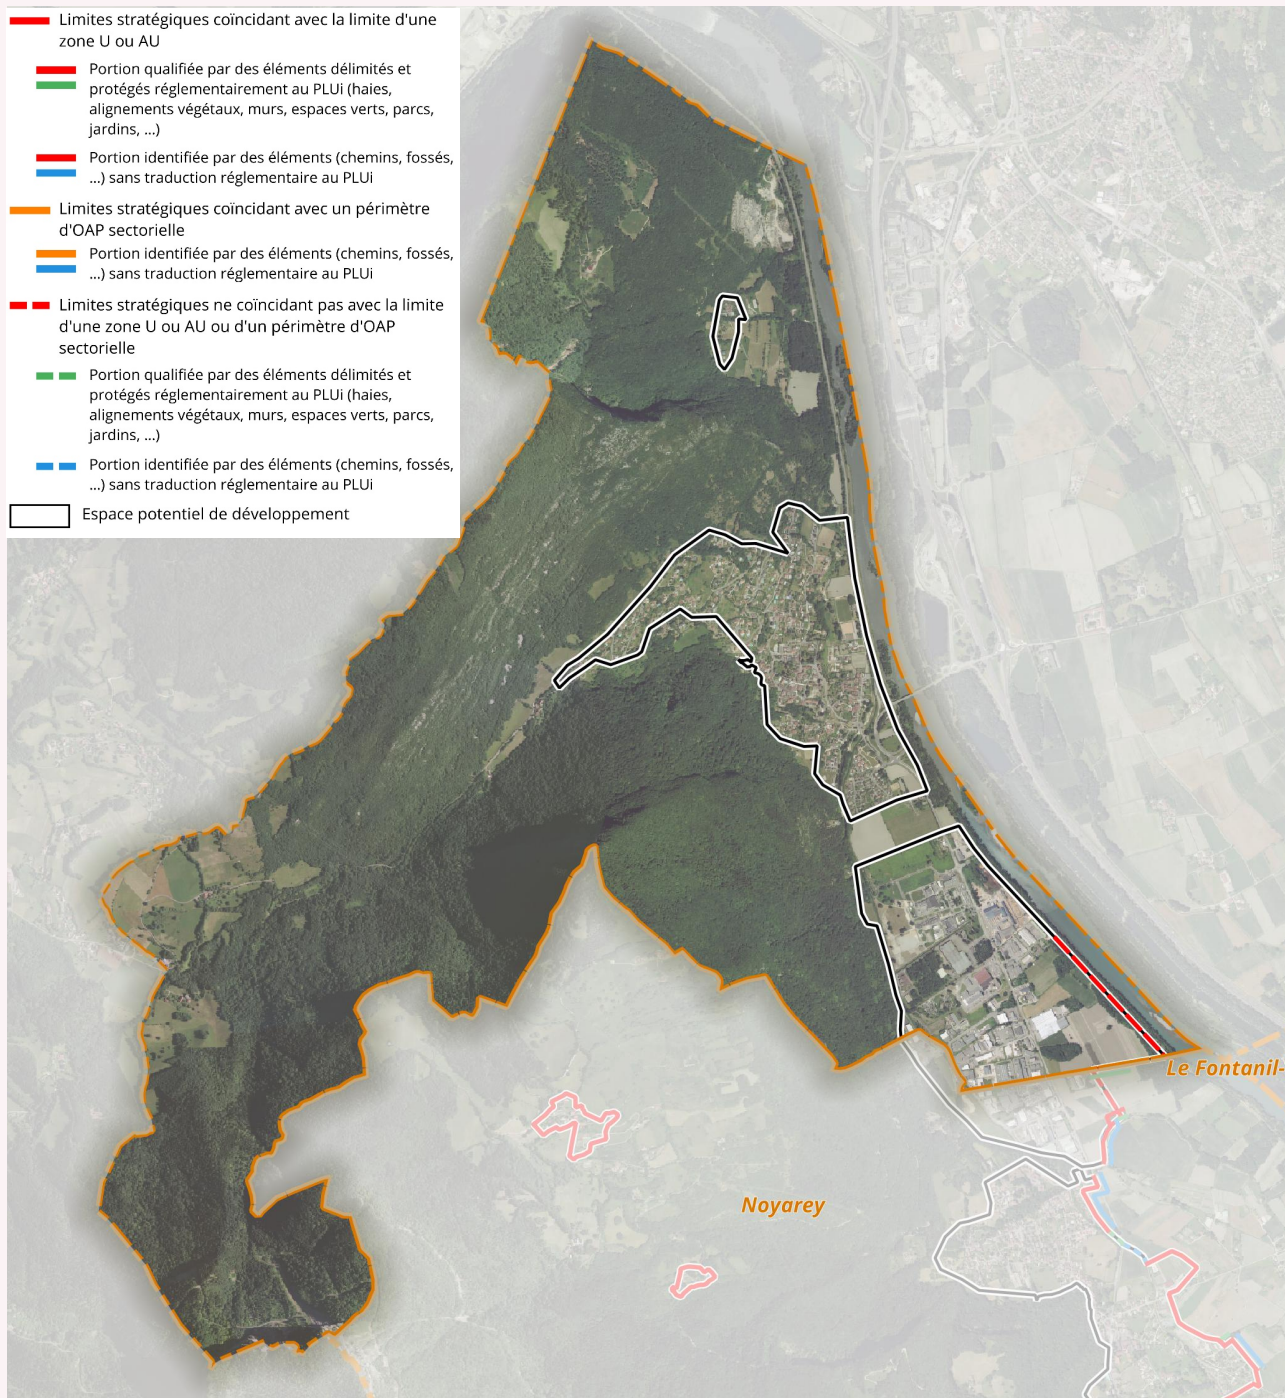 Limites stratégiques coïncidant avec la limite d'une
zone U ou AU
Portion qualifiée par des éléments délimités et
protégés réglementairement au PLUi (haies,
alignements végétaux, murs, espaces verts, parcs,
jardins, ...)
Portion identifiée par des éléments (chemins, fossés,
...) sans traduction réglementaire au PLUi
Limites stratégiques coïncidant avec un périmètre
d'OAP sectorielle
Portion identifiée par des éléments (chemins, fossés,
...) sans traduction réglementaire au PLUi
Limites stratégiques ne coïncidant pas avec la limite
d'une zone U ou AU ou d'un périmètre d'OAP
sectorielle
Portion qualifiée par des éléments délimités et
protégés réglementairement au PLUi (haies,
alignements végétaux, murs, espaces verts, parcs,
jardins, ...)
Portion identifiée par des éléments (chemins, fossés,
...) sans traduction réglementaire au PLUi
Espace potentiel de développement
Le Fontanil-
Noyarey